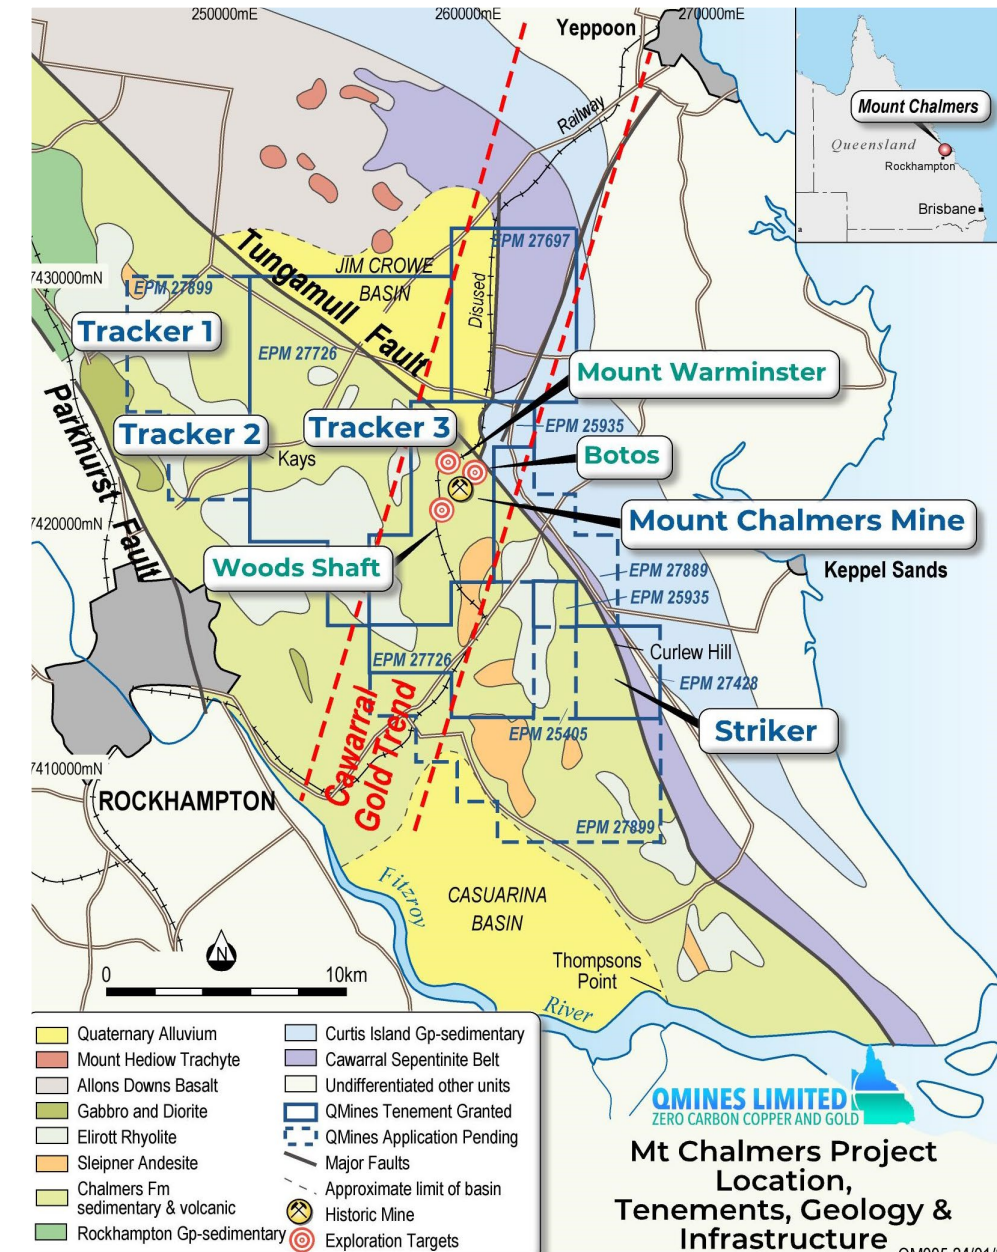 250000mE
260000mE
270000mE
Yeppoon
Railway
Mount Chalmers
Queensland
Rockhampton
Brisbane
a
Tungamull Fault
JIM CROWE
BASIN
EPM 27697
Disused
7430000mN
EPM 27899
Tracker 1
EPM 27726
Mount Warminster
Parkhurst Fault
Tracker 2
Tracker 3
EPM 25935
Kays
Botos
7420000mN
Mount Chalmers Mine
Woods Shaft
EPM 27889
Keppel Sands
EPM 25935
Curlew Hill
EPM 27726
EPM 27428
Cawarral
Gold Trend
Striker
EPM 25405
7410000mN
ROCKHAMPTON
EPM 27899
Fitzroy
CASUARINA
BASIN
N
0
10km
Thompsons
Point
River
Quaternary Alluvium
Mount Hediow Trachyte
Allons Downs Basalt
Gabbro and Diorite
Elirott Rhyolite
Sleipner Andesite
Chalmers Fm
sedimentary & volcanic
Rockhampton Gp-sedimentary
Curtis Island Gp-sedimentary
Cawarral Sepentinite Belt
Undifferentiated other units
QMines Tenement Granted
QMines Application Pending
Major Faults
Approximate limit of basin
Historic Mine
Exploration Targets
QMINES LIMITED
ZERO CARBON COPPER AND GOLD
Mt Chalmers Project
Location,
Tenements, Geology &
Infrastructure